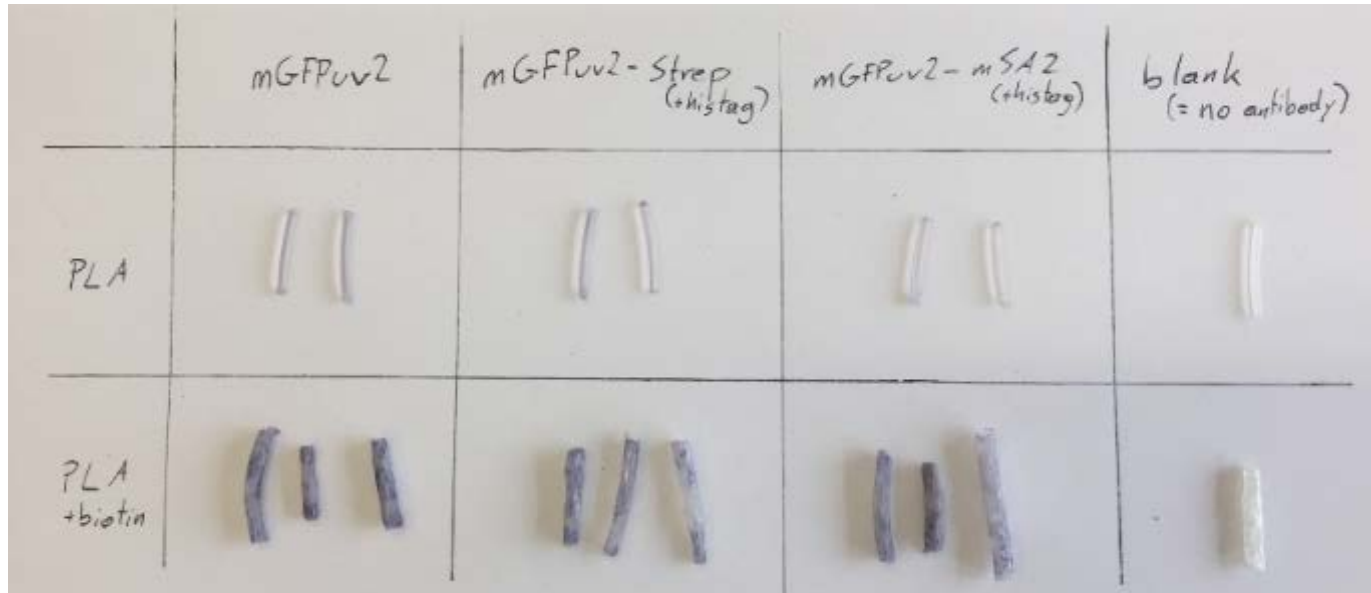 mGFPuv2
mGFPuv2-Strep
(+histag)
mGFPuv2-mSA2
(+histag)
blank
(= no antibody)
PLA
PLA
+biotin